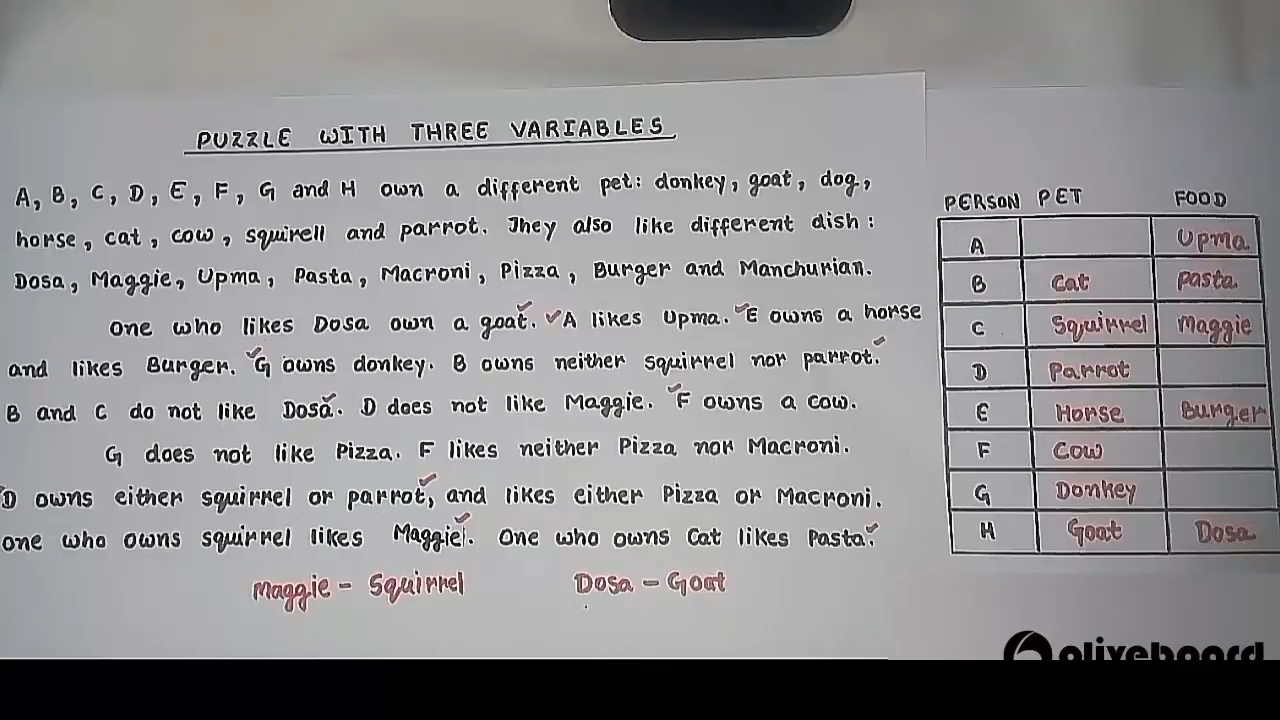 PUZZLE WITH THREE VARIABLES
A, B, C, D, E, F, G and H own a different pet: donkey, goat, dog,
horse, cat, cow, squirell and parrot. They also like different dish:
Dosa, Maggie, Upma, Pasta, Macroni, Pizza, Burger and Manchurian.
One who likes Dosa own a goat. A likes Upma. E owns a horse
and likes Burger. G owns donkey. B owns neither squirrel nor parrot.
B and C do not like Dosa. D does not like Maggie. F owns a cow.
G does not like Pizza. F likes neither Pizza nor Macroni.
D owns either squirrel or parrot, and likes either Pizza or Macroni.
one who owns squirrel likes Maggie. One who owns Cat likes Pasta.
Maggie - Squirrel Dosa - Goat
PERSON PET FOOD
A Upma
B Cat Pasta
C Squirrel Maggie
D Parrot
E Horse Burger
F Cow
G Donkey
H Goat Dosa
oliveboard